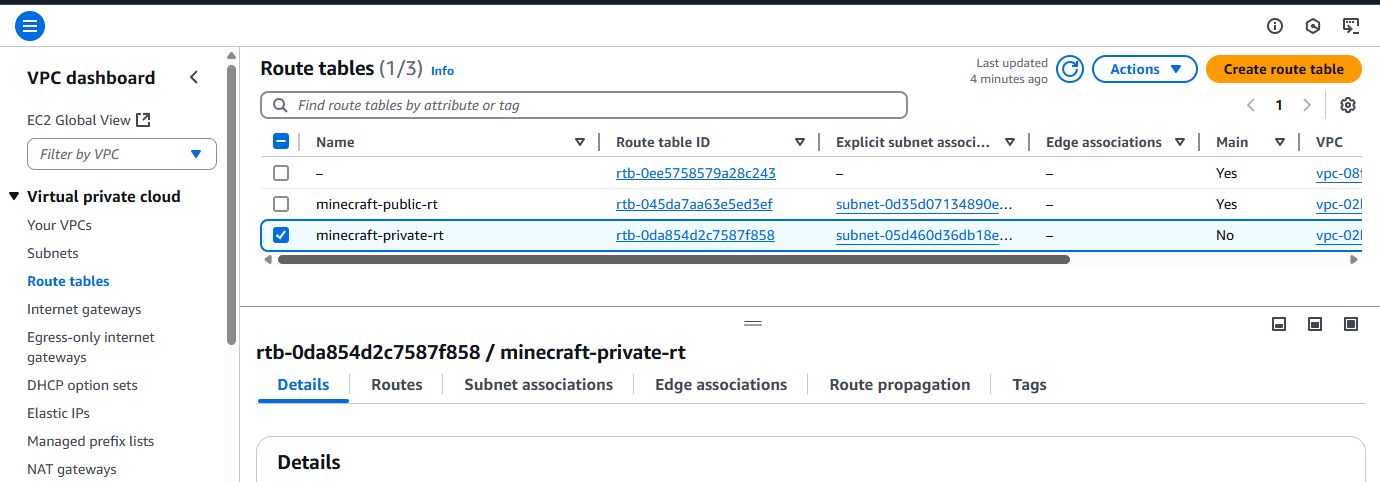 VPC dashboard
EC2 Global View
Filter by VPC
Virtual private cloud
Your VPCs
Subnets
Route tables
Internet gateways
Egress-only internet
gateways
DHCP option sets
Elastic IPs
Managed prefix lists
NAT gateways
Route tables (1/3) Info
Last updated
4 minutes ago
Actions
Create route table
Find route tables by attribute or tag
1
Name Route table ID Explicit subnet associ... Edge associations Main VPC
– rtb-0ee5758579a28c243 – – Yes vpc-08f
minecraft-public-rt rtb-045da7aa63e5ed3ef subnet-0d35d07134890e... – Yes vpc-02
minecraft-private-rt rtb-0da854d2c7587f858 subnet-05d460d36db18e... – No vpc-02
rtb-0da854d2c7587f858 / minecraft-private-rt
Details Routes Subnet associations Edge associations Route propagation Tags
Details